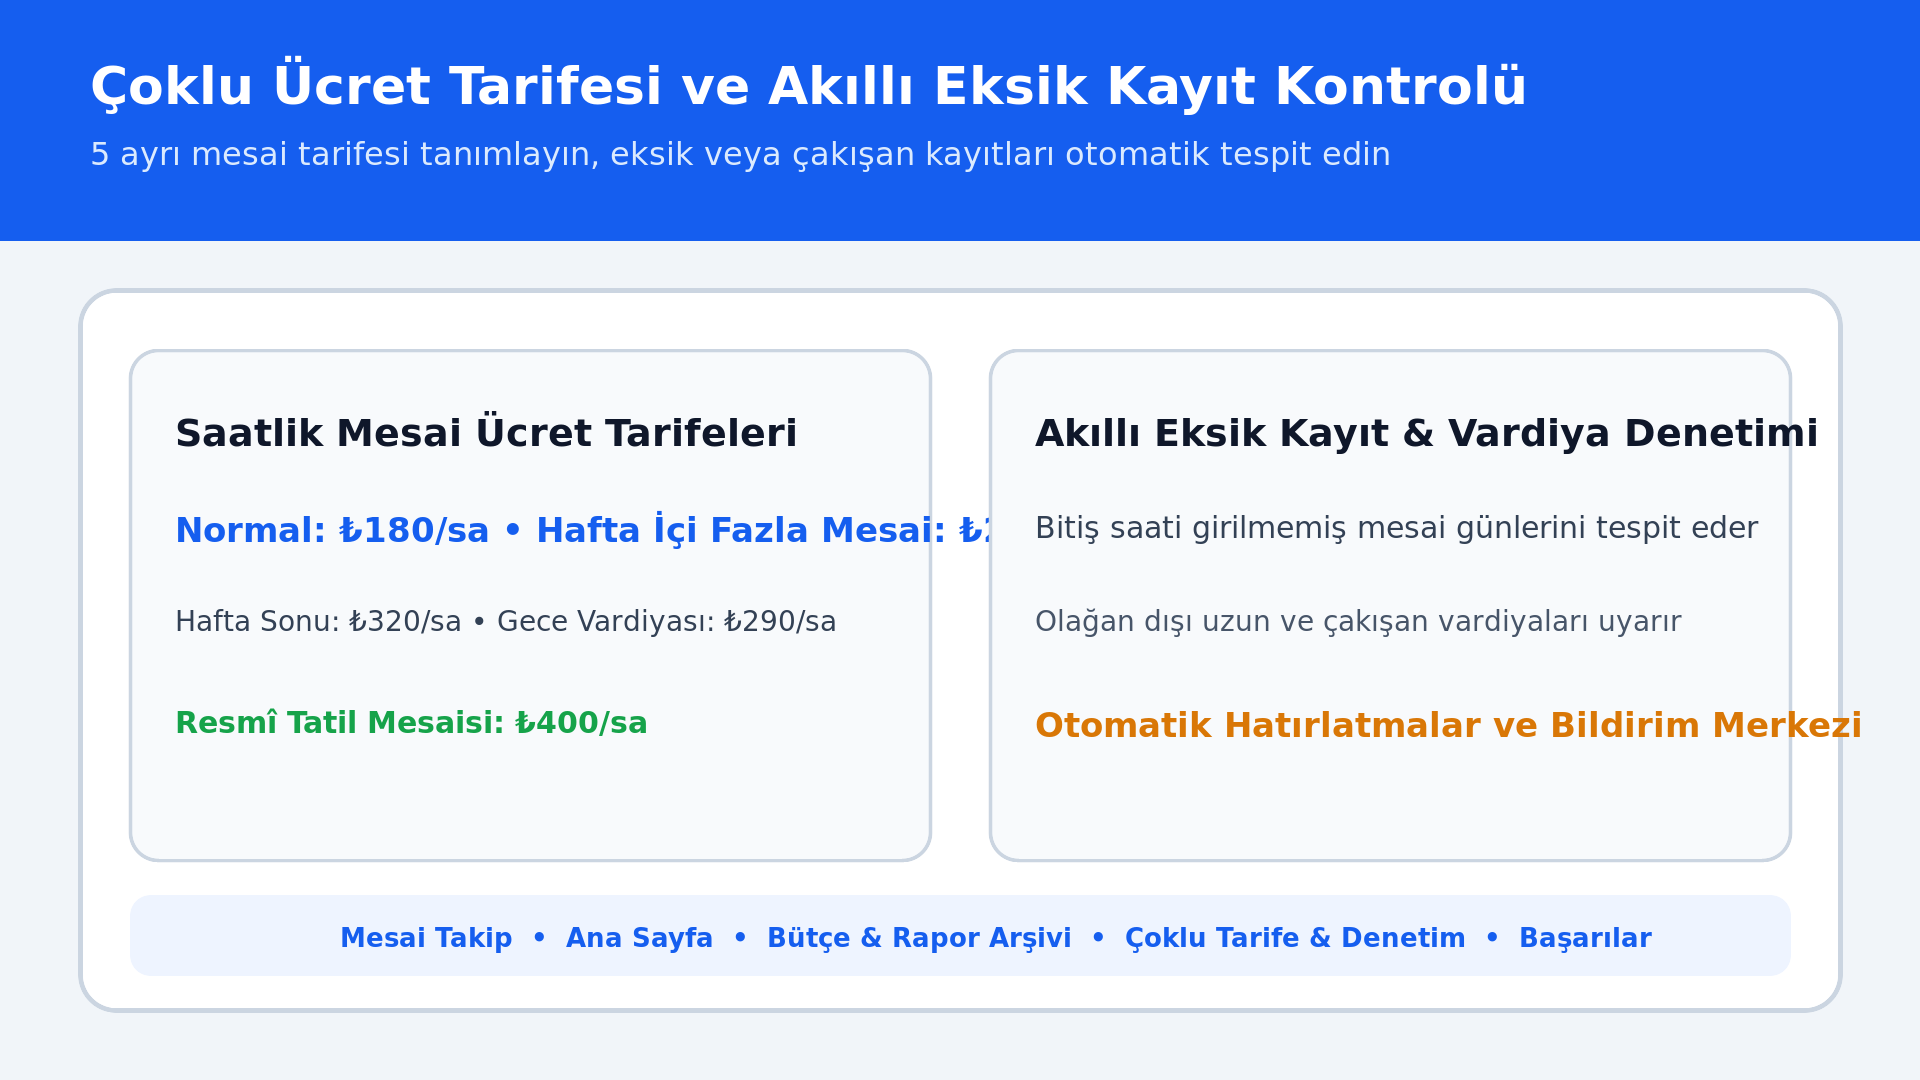 Çoklu Ücret Tarifesi ve Akıllı Eksik Kayıt Kontrolü
5 ayrı mesai tarifesi tanımlayın, eksik veya çakışan kayıtları otomatik tespit edin
Saatlik Mesai Ücret Tarifeleri
Normal: ₺180/sa • Hafta İçi Fazla Mesai: ₺
Hafta Sonu: ₺320/sa • Gece Vardiyası: ₺290/sa
Resmî Tatil Mesaisi: ₺400/sa
Akıllı Eksik Kayıt & Vardiya Denetimi
Bitiş saati girilmemiş mesai günlerini tespit eder
Olağan dışı uzun ve çakışan vardiyaları uyarır
Otomatik Hatırlatmalar ve Bildirim Merkezi
Mesai Takip • Ana Sayfa • Bütçe & Rapor Arşivi • Çoklu Tarife & Denetim • Başarılar